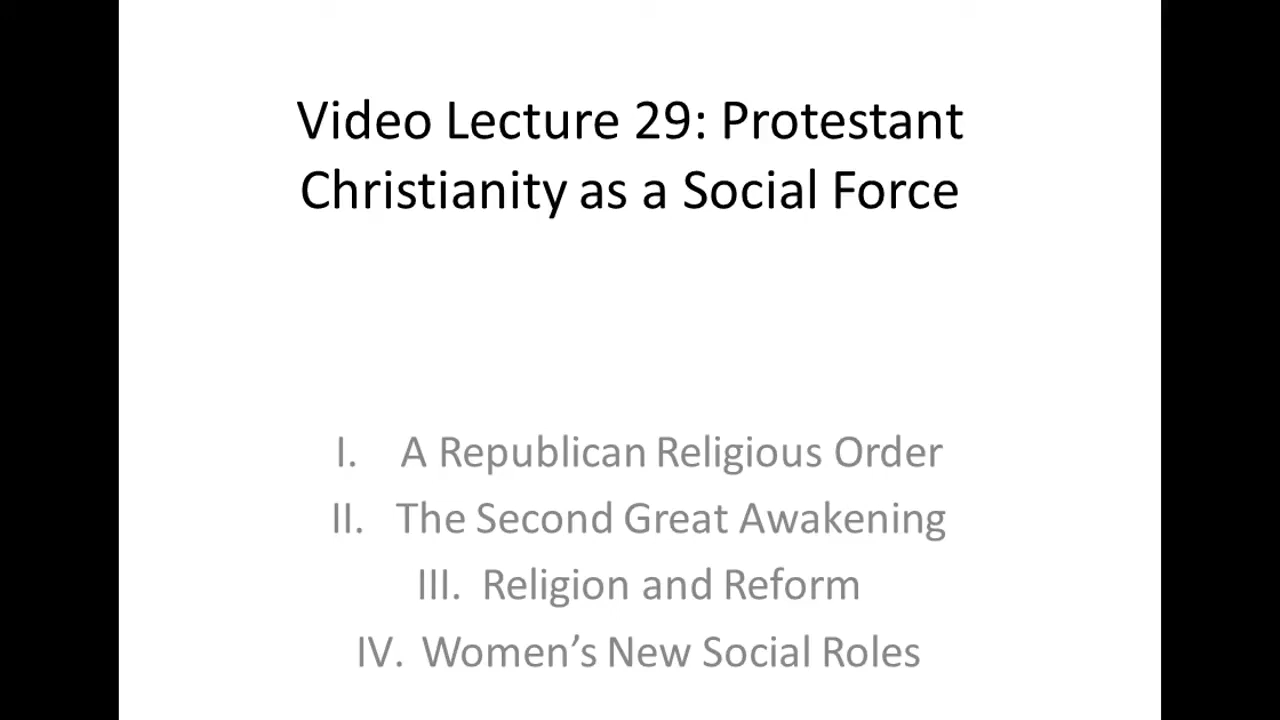 Video Lecture 29: Protestant
Christianity as a Social Force
I. A Republican Religious Order
II. The Second Great Awakening
III. Religion and Reform
IV. Women’s New Social Roles